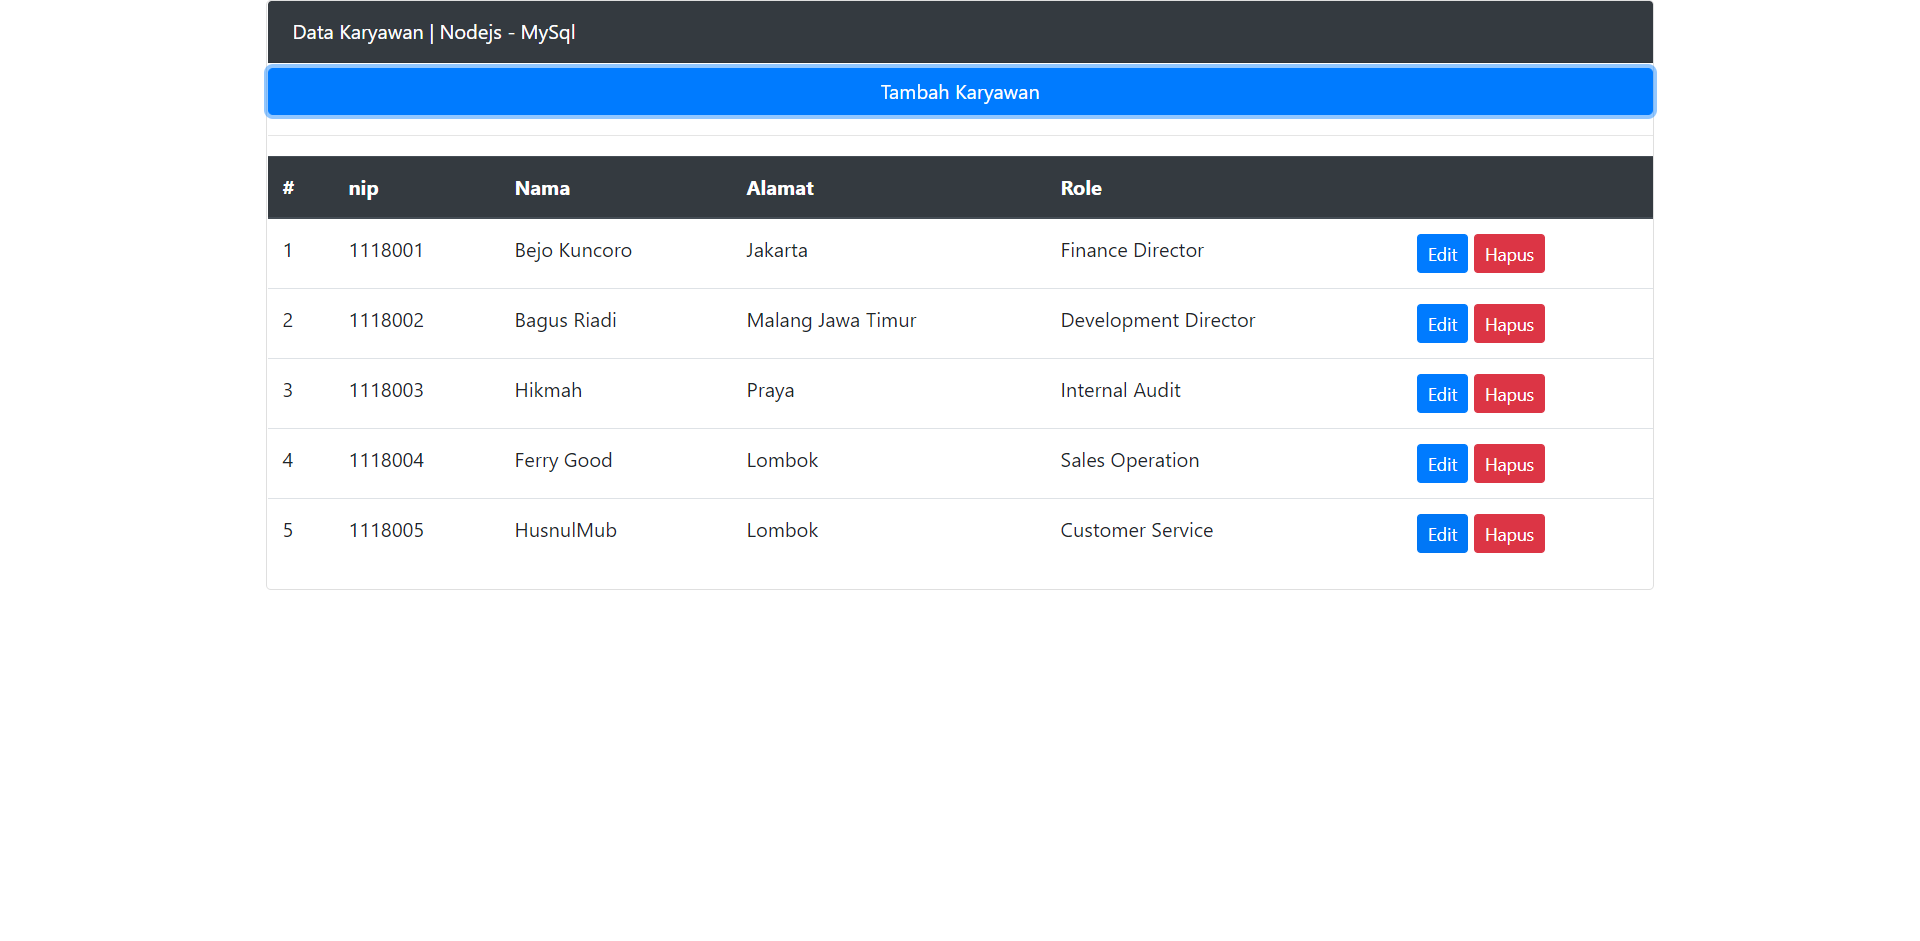 Data Karyawan | Nodejs - MySql
Tambah Karyawan
# nip Nama Alamat Role
1 1118001 Bejo Kuncoro Jakarta Finance Director Edit Hapus
2 1118002 Bagus Riadi Malang Jawa Timur Development Director Edit Hapus
3 1118003 Hikmah Praya Internal Audit Edit Hapus
4 1118004 Ferry Good Lombok Sales Operation Edit Hapus
5 1118005 HusnulMub Lombok Customer Service Edit Hapus